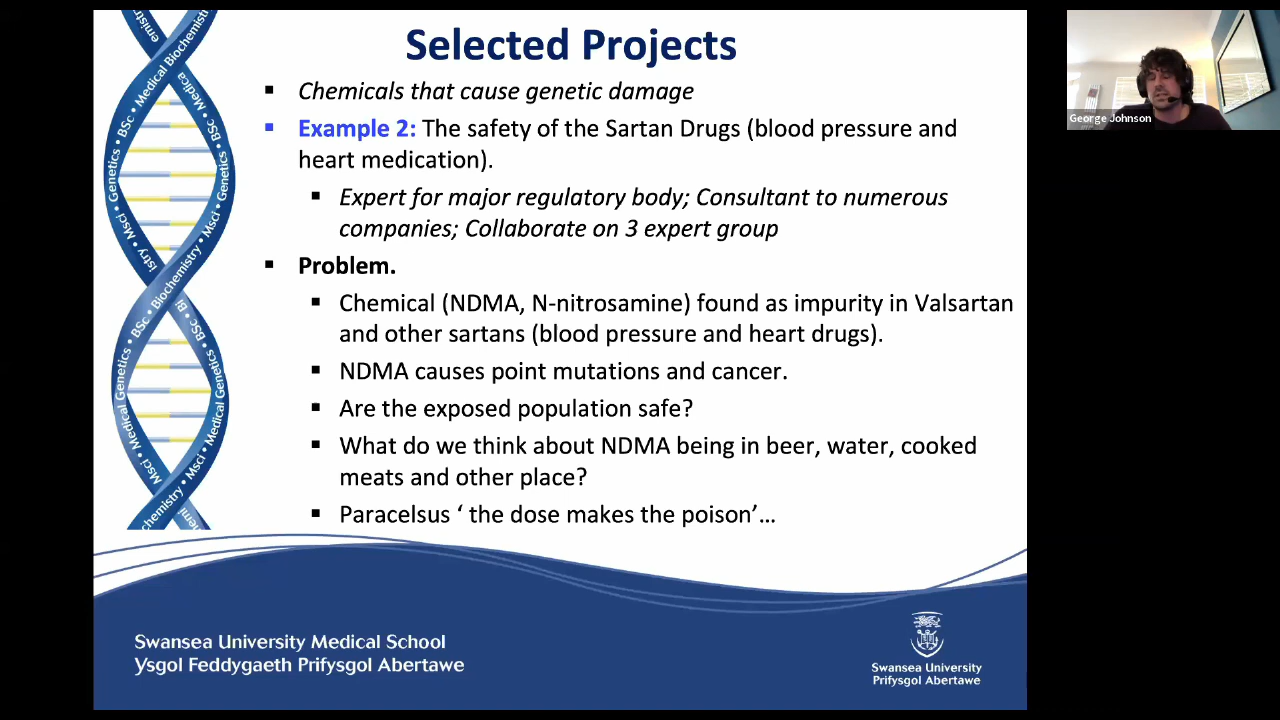 Selected Projects
Chemicals that cause genetic damage
Example 2: The safety of the Sartan Drugs (blood pressure and
heart medication).
Expert for major regulatory body; Consultant to numerous
companies; Collaborate on 3 expert group
Problem.
Chemical (NDMA, N-nitrosamine) found as impurity in Valsartan
and other sartans (blood pressure and heart drugs).
NDMA causes point mutations and cancer.
Are the exposed population safe?
What do we think about NDMA being in beer, water, cooked
meats and other place?
Paracelsus ‘ the dose makes the poison’...
Swansea University Medical School
Ysgol Feddygaeth Prifysgol Abertawe
Swansea University
Prifysgol Abertawe
George Johnson
emistry
BSc • Medical Biochemistry
BSc • Medica
Genetics •
Msci • Genetics
istry • Msci
BSc • Biochemistry • Msci
BSc •
Medical Genetics •
Msci • Medical Genetics
Msci • Medical
chemistry • Msci